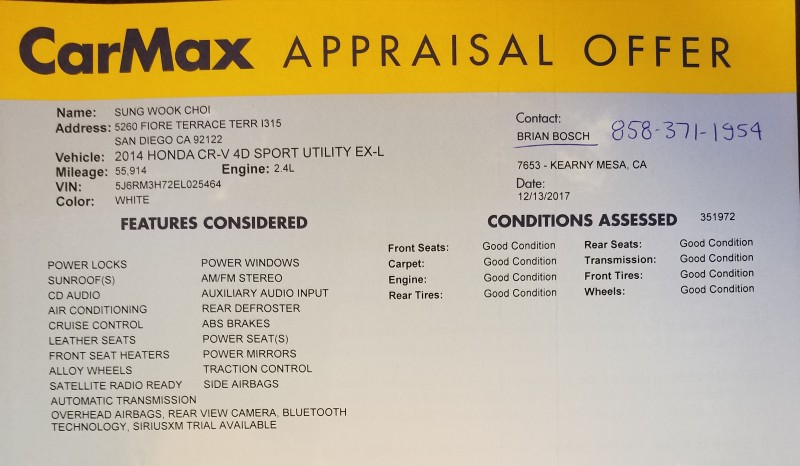 CarMax APPRAISAL OFFER
Name: SUNG WOOK CHOI
Address: 5260 FIORE TERRACE TERR I315
SAN DIEGO CA 92122
Vehicle: 2014 HONDA CR-V 4D SPORT UTILITY EX-L
Mileage: 55,914 Engine: 2.4L
VIN: 5J6RM3H72EL025464
Color: WHITE
Contact:
BRIAN BOSCH 858-371-1954
7653 - KEARNY MESA, CA
Date:
12/13/2017
FEATURES CONSIDERED
POWER LOCKS POWER WINDOWS
SUNROOF(S) AM/FM STEREO
CD AUDIO AUXILIARY AUDIO INPUT
AIR CONDITIONING REAR DEFROSTER
CRUISE CONTROL ABS BRAKES
LEATHER SEATS POWER SEAT(S)
FRONT SEAT HEATERS POWER MIRRORS
ALLOY WHEELS TRACTION CONTROL
SATELLITE RADIO READY SIDE AIRBAGS
AUTOMATIC TRANSMISSION
OVERHEAD AIRBAGS, REAR VIEW CAMERA, BLUETOOTH
TECHNOLOGY, SIRIUSXM TRIAL AVAILABLE
CONDITIONS ASSESSED 351972
Front Seats: Good Condition Rear Seats: Good Condition
Carpet: Good Condition Transmission: Good Condition
Engine: Good Condition Front Tires: Good Condition
Rear Tires: Good Condition Wheels: Good Condition